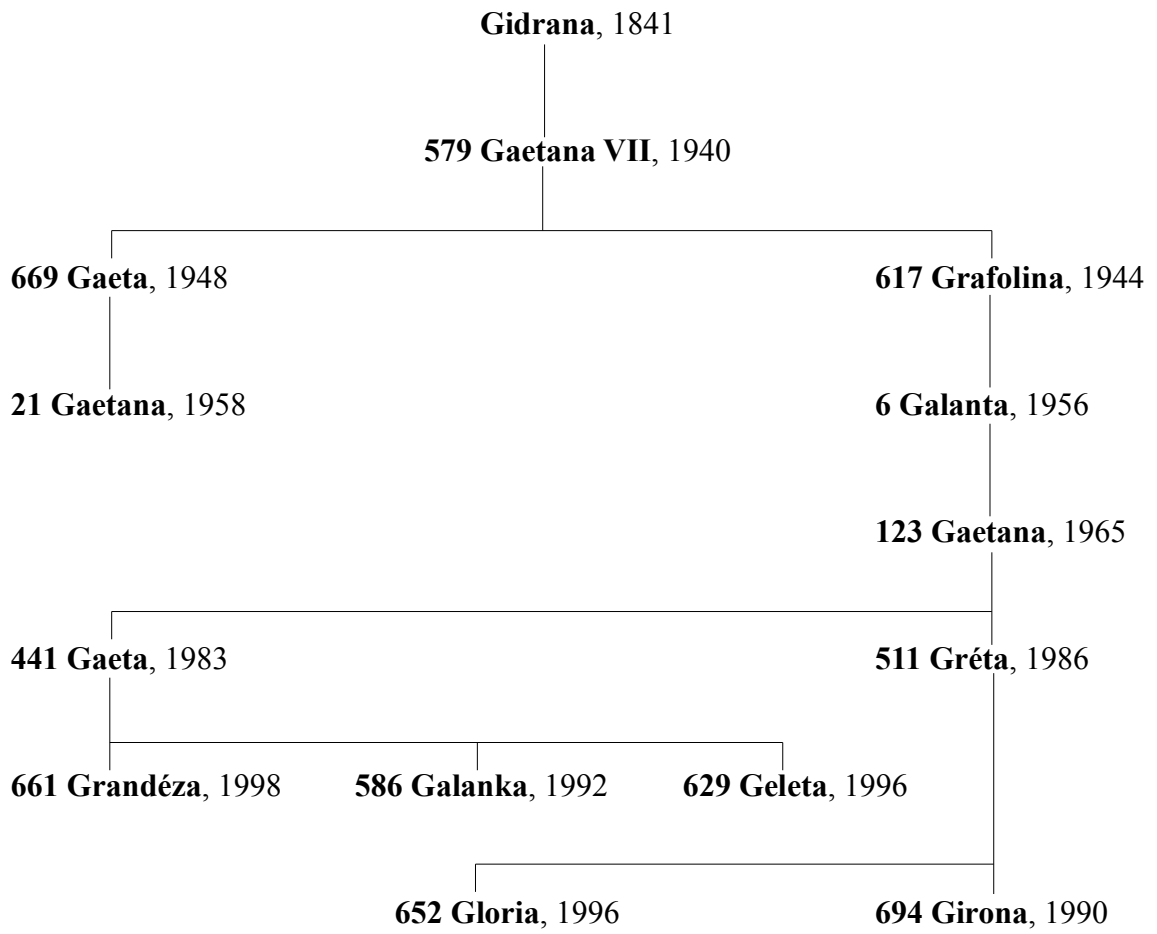 Gidrana, 1841
579 Gaetana VII, 1940
669 Gaeta, 1948
617 Grafolina, 1944
21 Gaetana, 1958
6 Galanta, 1956
123 Gaetana, 1965
441 Gaeta, 1983
511 Gréta, 1986
661 Grandéza, 1998
586 Galanka, 1992
629 Geleta, 1996
652 Gloria, 1996
694 Girona, 1990